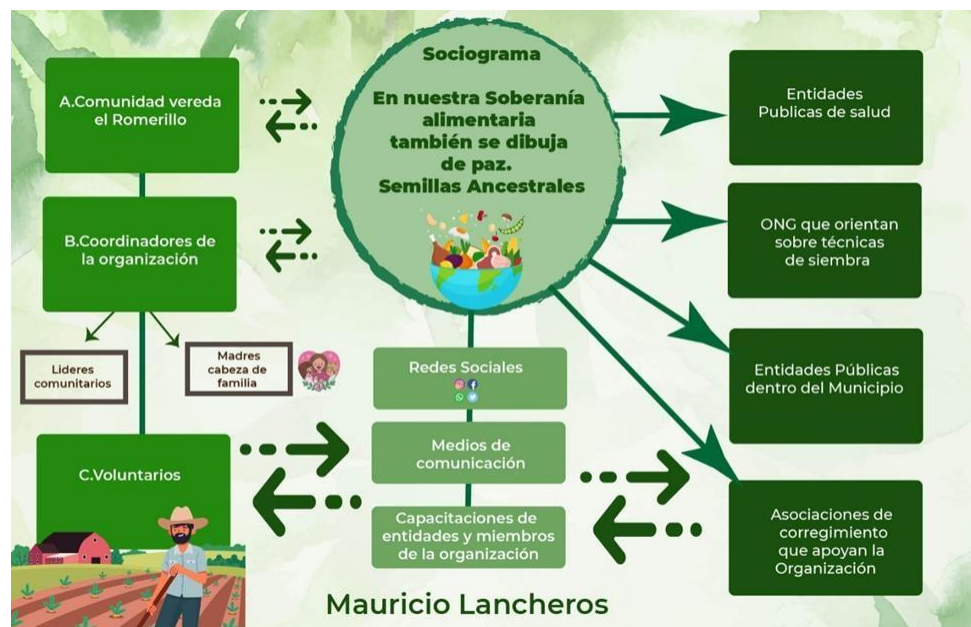 Sociograma
En nuestra Soberanía
alimentaria
también se dibuja
de paz.
Semillas Ancestrales
A.Comunidad vereda
el Romerillo
B.Coordinadores de
la organización
Lideres
comunitarios
Madres
cabeza de
familia
C.Voluntarios
Redes Sociales
Medios de
comunicación
Capacitaciones de
entidades y miembros
de la organización
Entidades
Publicas de salud
ONG que orientan
sobre técnicas
de siembra
Entidades Públicas
dentro del Municipio
Asociaciones de
corregimiento
que apoyan la
Organización
Mauricio Lancheros